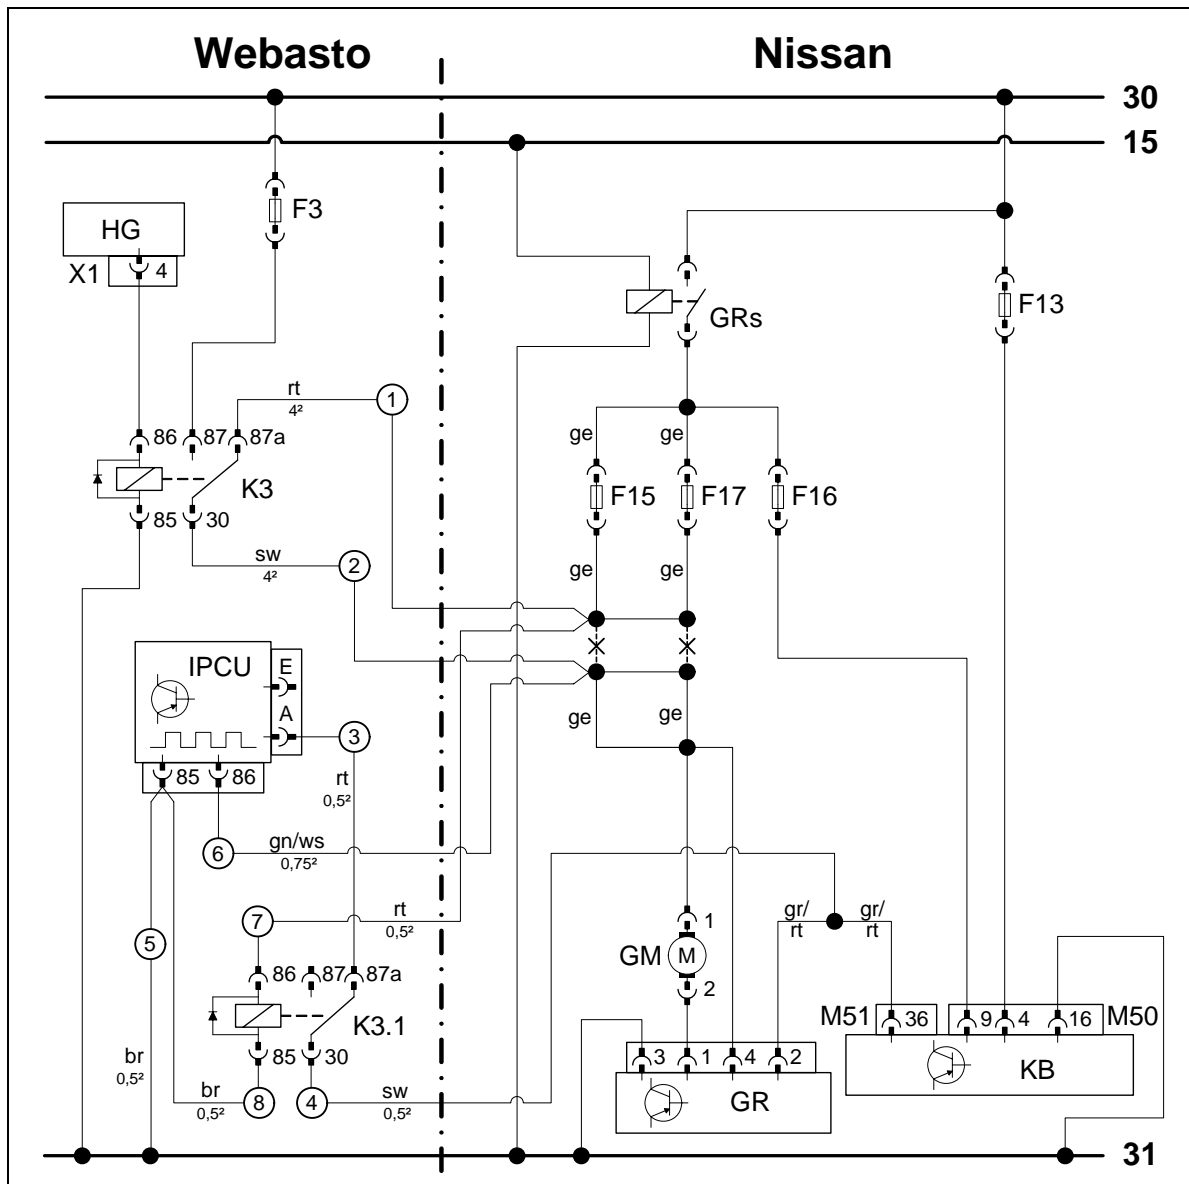 Webasto Nissan
30
15
F3
HG
X1 4
GRs
F13
rt
4²
1
86 87 87a
ge ge
K3
F15 F17 F16
85 30
sw
4²
2
ge ge
IPCU
E
A
3
ge ge
85 86
rt
0,5²
gn/ws
0,75²
6
7
rt
0,5²
gr/
rt
gr/
rt
1
5
GM M
2
86 87 87a
M51 36 9 4 16 M50
K3.1
85 30
3 1 4 2
KB
br
0,5²
br
0,5²
8
4
sw
0,5²
GR
31